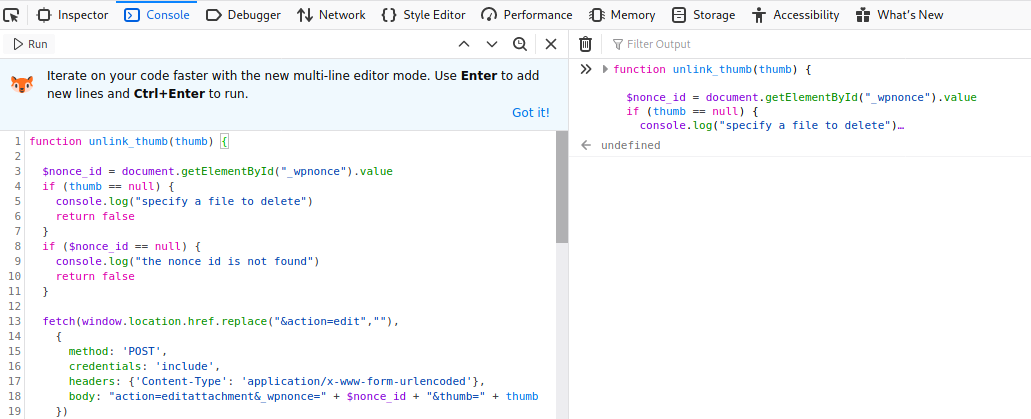 Inspector Console Debugger Network Style Editor Performance Memory Storage Accessibility What's New
Run
Filter Output
Iterate on your code faster with the new multi-line editor mode. Use Enter to add
new lines and Ctrl+Enter to run.
Got it!
1 function unlink_thumb(thumb) {
2
3 $nonce_id = document.getElementById("_wpnonce").value
4 if (thumb == null) {
5 console.log("specify a file to delete")
6 return false
7 }
8 if ($nonce_id == null) {
9 console.log("the nonce id is not found")
10 return false
11 }
12
13 fetch(window.location.href.replace("&action=edit",""),
14 {
15 method: 'POST',
16 credentials: 'include',
17 headers: {'Content-Type': 'application/x-www-form-urlencoded'},
18 body: "action=editattachment&_wpnonce=" + $nonce_id + "&thumb=" + thumb
19 })
function unlink_thumb(thumb) {
$nonce_id = document.getElementById("_wpnonce").value
if (thumb == null) {
console.log("specify a file to delete")…
undefined